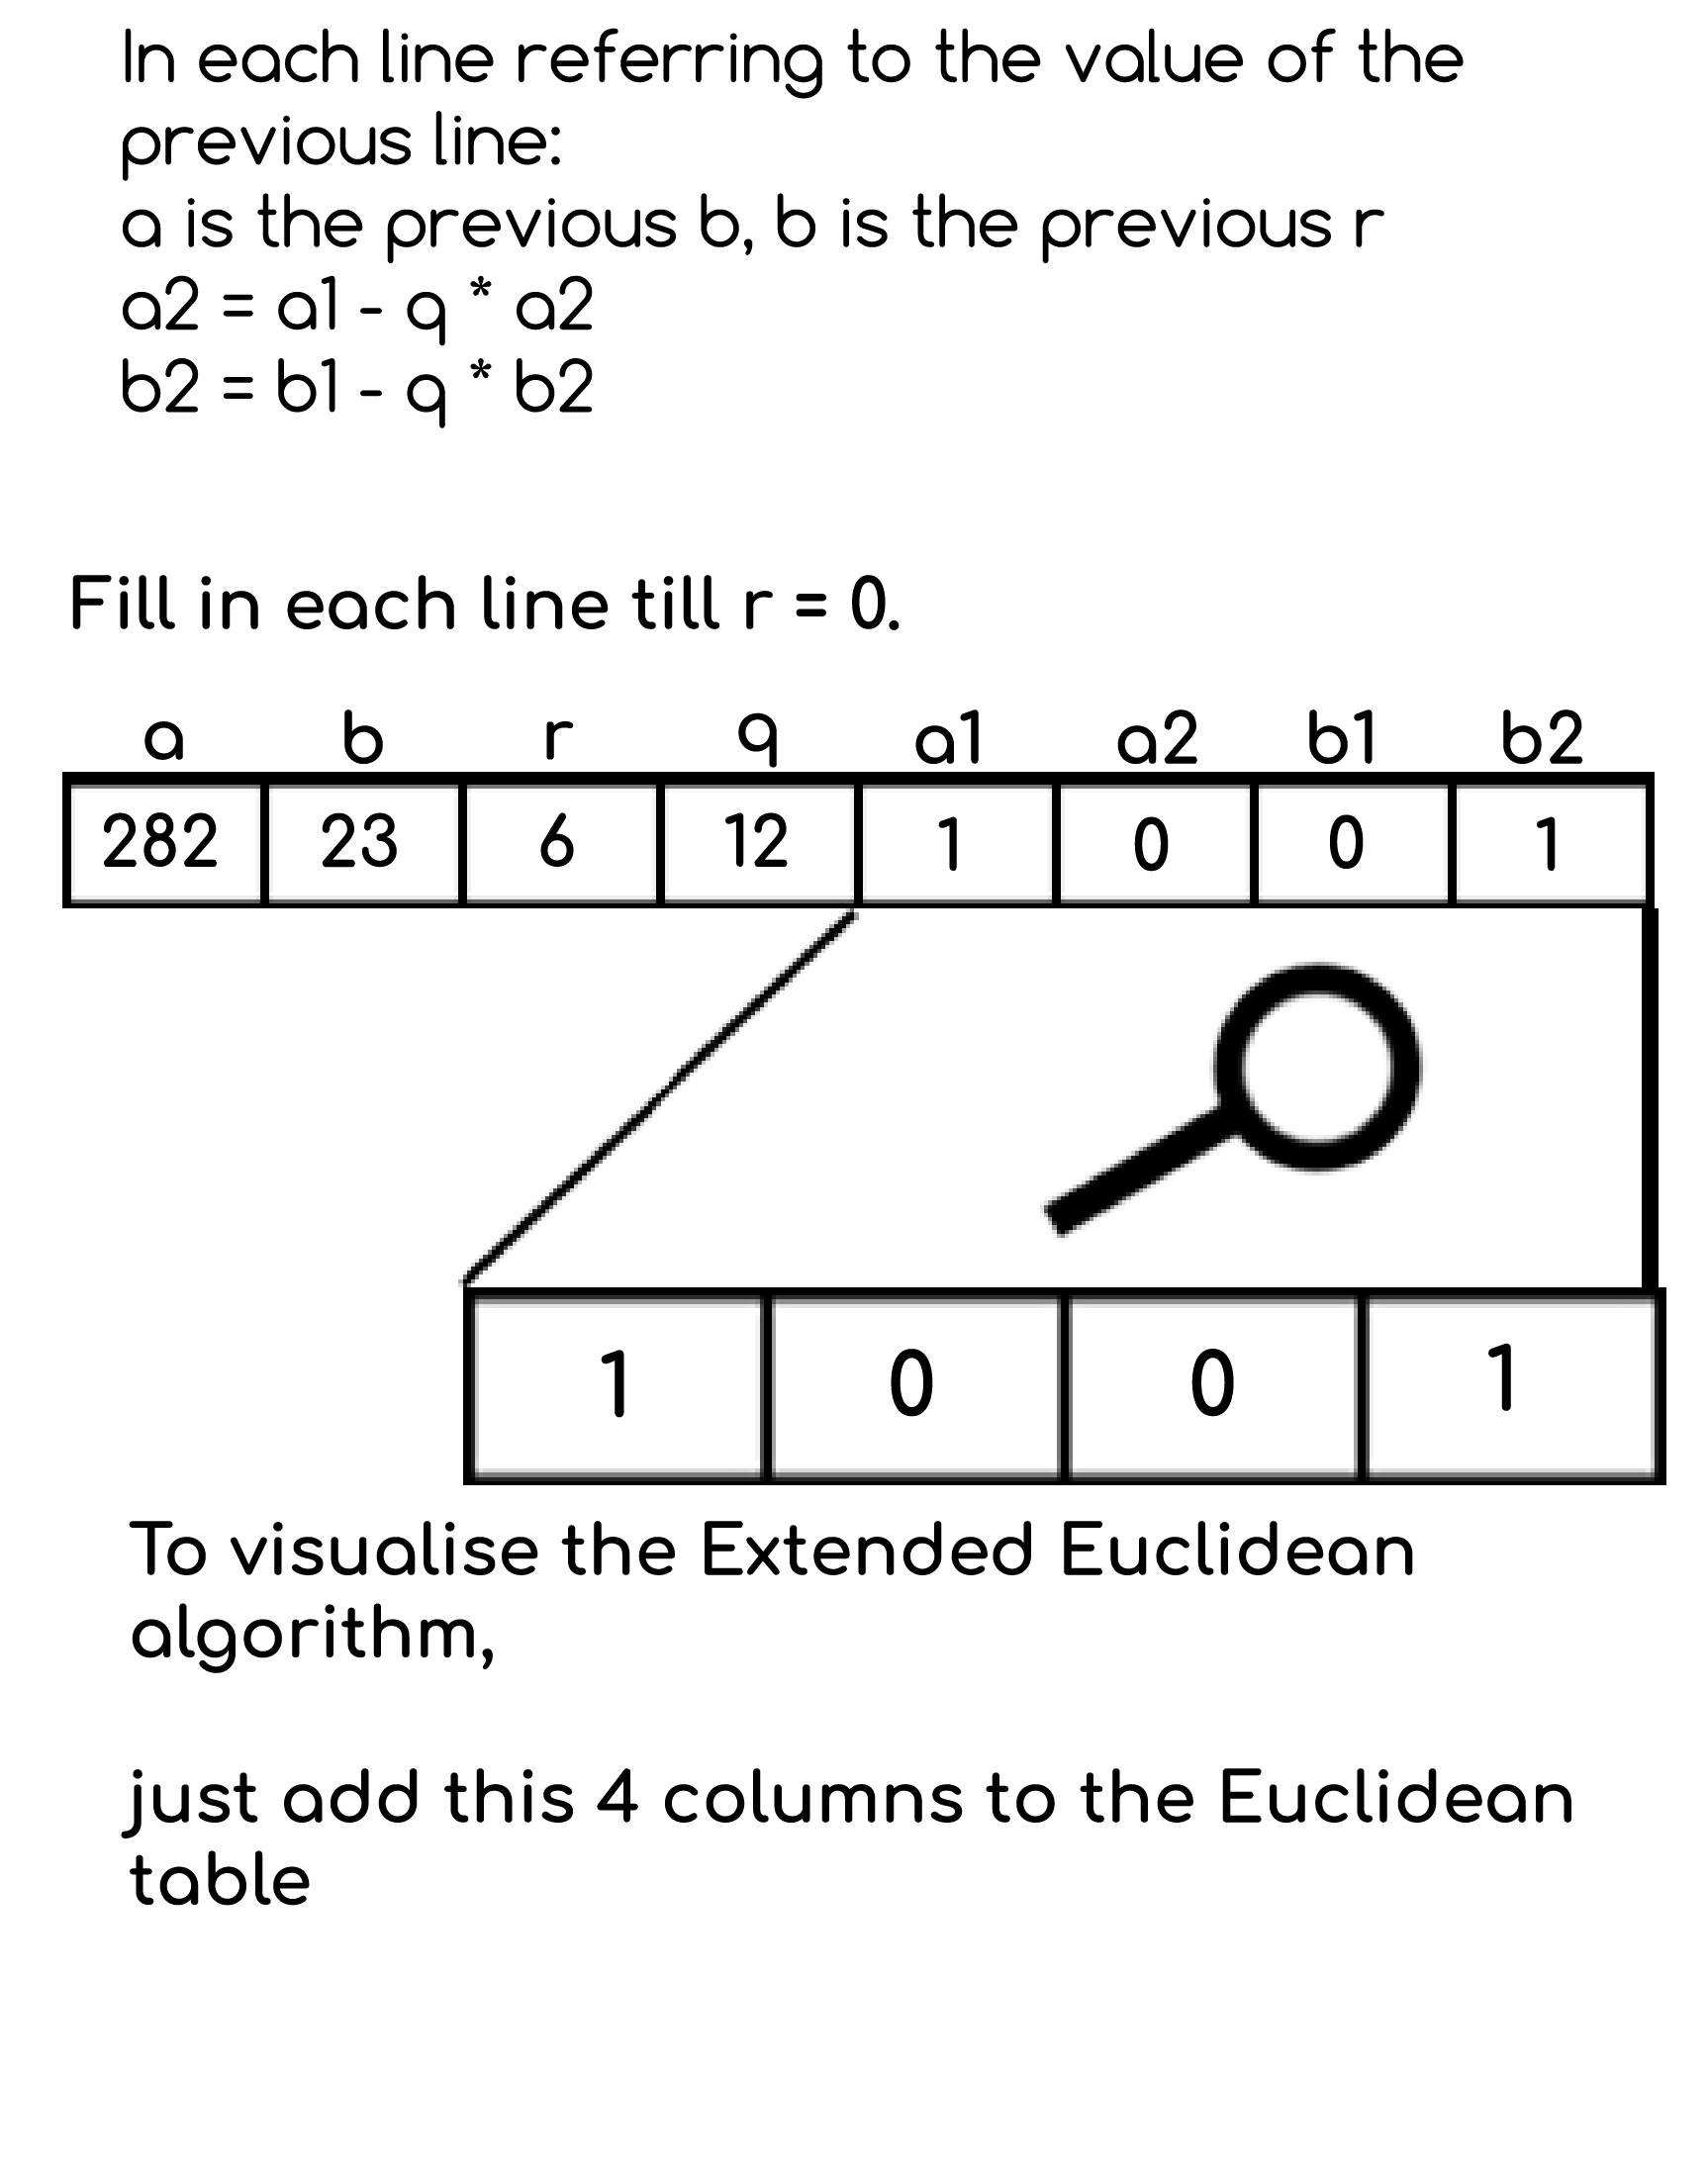 In each line referring to the value of the
previous line:
a is the previous b, b is the previous r
a2 = a1 - q * a2
b2 = b1 - q * b2
Fill in each line till r = 0.
a b r q a1 a2 b1 b2
282 23 6 12 1 0 0 1
1 0 0 1
To visualise the Extended Euclidean
algorithm,
just add this 4 columns to the Euclidean
table